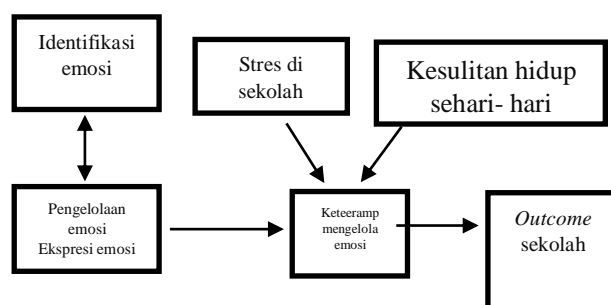 Identifikasi
emosi
Stres di
sekolah
Kesulitan hidup
sehari- hari
Pengelolaan
emosi
Ekspresi emosi
Keteeramp
mengelola
emosi
Outcome
sekolah